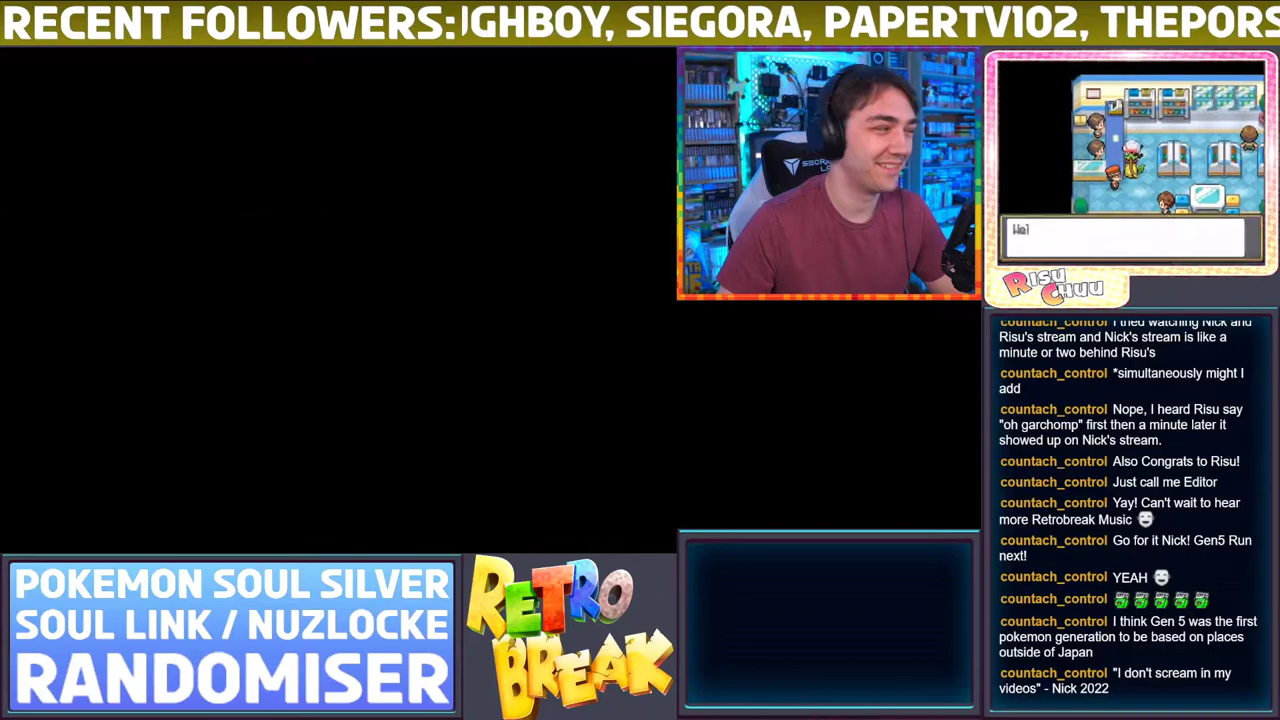 RECENT FOLLOWERS: IGHBOY, SIEGORA, PAPERTV102, THEPORS
SECRE
LA
Wel
RISU
CHUU
countach_control I tried watching Nick and
Risu's stream and Nick's stream is like a
minute or two behind Risu's
countach_control *simultaneously might I
add
countach_control Nope, I heard Risu say
"oh garchomp" first then a minute later it
showed up on Nick's stream.
countach_control Also Congrats to Risu!
countach_control Just call me Editor
countach_control Yay! Can't wait to hear
more Retrobreak Music
countach_control Go for it Nick! Gen5 Run
next!
countach_control YEAH
countach_control
countach_control I think Gen 5 was the first
pokemon generation to be based on places
outside of Japan
countach_control "I don't scream in my
videos" - Nick 2022
POKEMON SOUL SILVER
SOUL LINK / NUZLOCKE
RANDOMISER
RETRO
BREAK